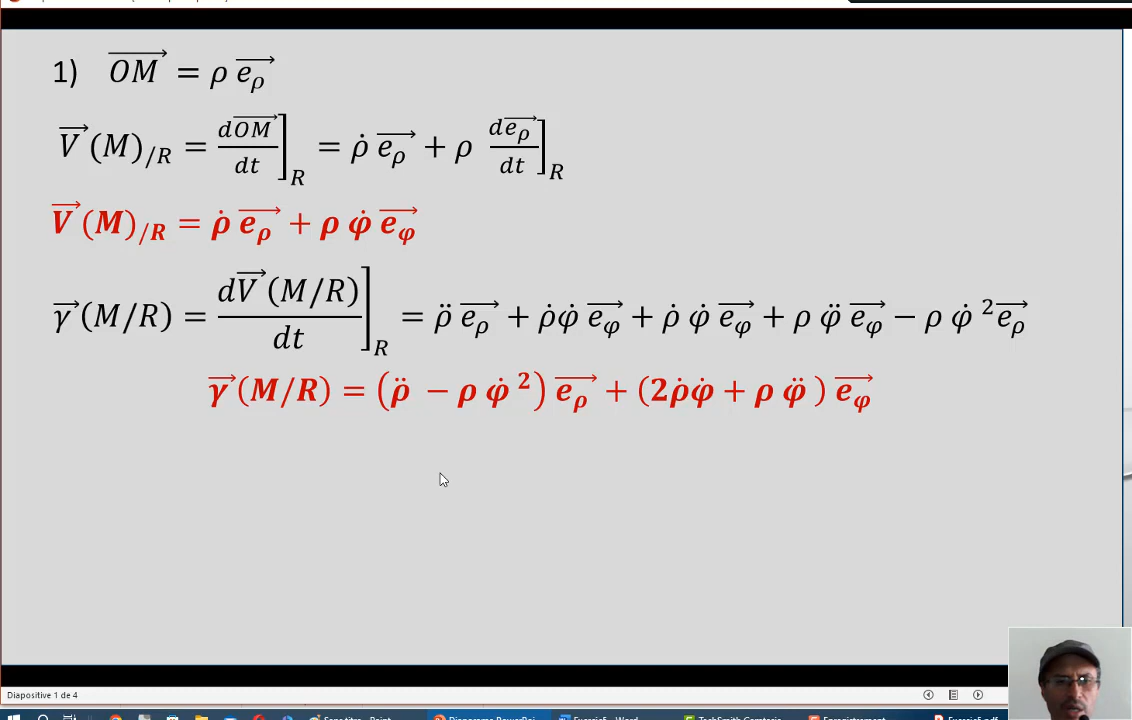 1) $\overrightarrow{OM} = \rho\, \overrightarrow{e_\rho}$
$\overrightarrow{V}(M)_{/R} = \left.\frac{d\overrightarrow{OM}}{dt}\right]_R = \dot{\rho}\, \overrightarrow{e_\rho} + \rho \left.\frac{d\overrightarrow{e_\rho}}{dt}\right]_R$
$\overrightarrow{V}(M)_{/R} = \dot{\rho}\, \overrightarrow{e_\rho} + \rho\, \dot{\varphi}\, \overrightarrow{e_\varphi}$
$\overrightarrow{\gamma}(M/R) = \left.\frac{d\overrightarrow{V}(M/R)}{dt}\right]_R = \ddot{\rho}\, \overrightarrow{e_\rho} + \dot{\rho}\dot{\varphi}\, \overrightarrow{e_\varphi} + \dot{\rho}\, \dot{\varphi}\, \overrightarrow{e_\varphi} + \rho\, \ddot{\varphi}\, \overrightarrow{e_\varphi} - \rho\, \dot{\varphi}^2 \overrightarrow{e_\rho}$
$\overrightarrow{\gamma}(M/R) = (\ddot{\rho} - \rho\, \dot{\varphi}^2)\, \overrightarrow{e_\rho} + (2\dot{\rho}\dot{\varphi} + \rho\, \ddot{\varphi})\, \overrightarrow{e_\varphi}$
Diapositive 1 de 4